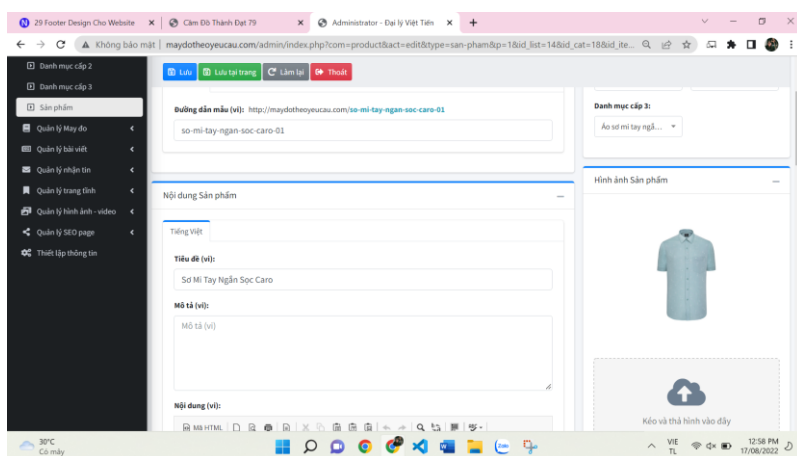 29 Footer Design Cho Website
Cầm Đồ Thành Đạt 79
Administrator - Đại lý Việt Tiến
Không bảo mật | maydotheoyeucau.com/admin/index.php?com=product&act=edit&type=san-pham&p=1&id_list=14&id_cat=18&id_ite...
Danh mục cấp 2
Danh mục cấp 3
Sản phẩm
Quản lý May đo
Quản lý bài viết
Quản lý nhận tin
Quản lý trang tĩnh
Quản lý hình ảnh - video
Quản lý SEO page
Thiết lập thông tin
Lưu
Lưu tại trang
Làm lại
Thoát
Đường dẫn mẫu (vi): http://maydotheoyeucau.com/so-mi-tay-ngan-soc-caro-01
so-mi-tay-ngan-soc-caro-01
Danh mục cấp 3:
Áo sơ mi tay ngắ...
Nội dung Sản phẩm
Tiếng Việt
Tiêu đề (vi):
Sơ Mi Tay Ngắn Sọc Caro
Mô tả (vi):
Mô tả (vi)
Nội dung (vi):
Mã HTML
Hình ảnh Sản phẩm
Kéo và thả hình vào đây
30°C
Có mây
Zalo
VIE
TL
12:58 PM
17/08/2022